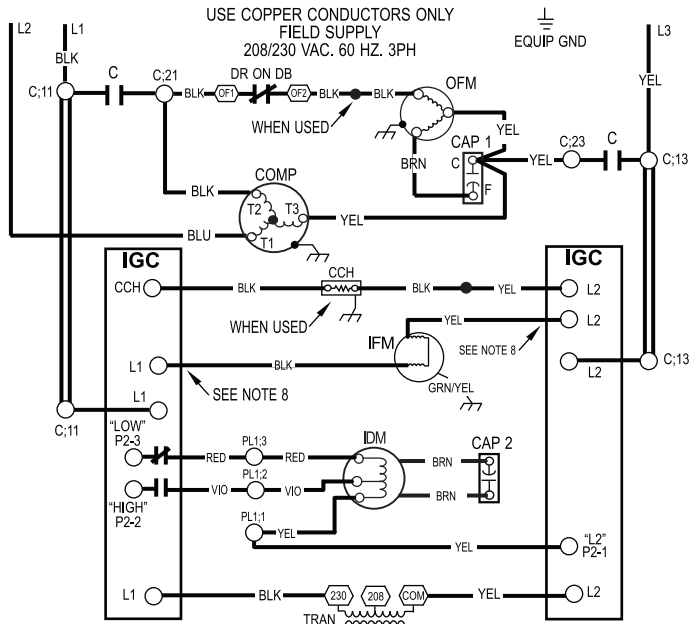 USE COPPER CONDUCTORS ONLY
FIELD SUPPLY
208/230 VAC. 60 HZ. 3PH
EQUIP GND
L2
L1
L3
BLK
YEL
C;11
C
C;21
BLK
OF1
DR ON DB
OF2
BLK
BLK
WHEN USED
OFM
YEL
BRN
CAP 1
C
F
YEL
C;23
C
C;13
COMP
BLK
T2
T3
T1
YEL
BLU
IGC
IGC
CCH
BLK
CCH
BLK
YEL
L2
WHEN USED
YEL
L2
SEE NOTE 8
IFM
L1
BLK
SEE NOTE 8
GRN/YEL
L2
C;13
L1
C;11
"LOW"
P2-3
RED
PL1;3
RED
IDM
BRN
CAP 2
"HIGH"
P2-2
VIO
PL1;2
VIO
BRN
PL1;1
YEL
YEL
"L2"
P2-1
L1
BLK
230
208
COM
YEL
L2
TRAN